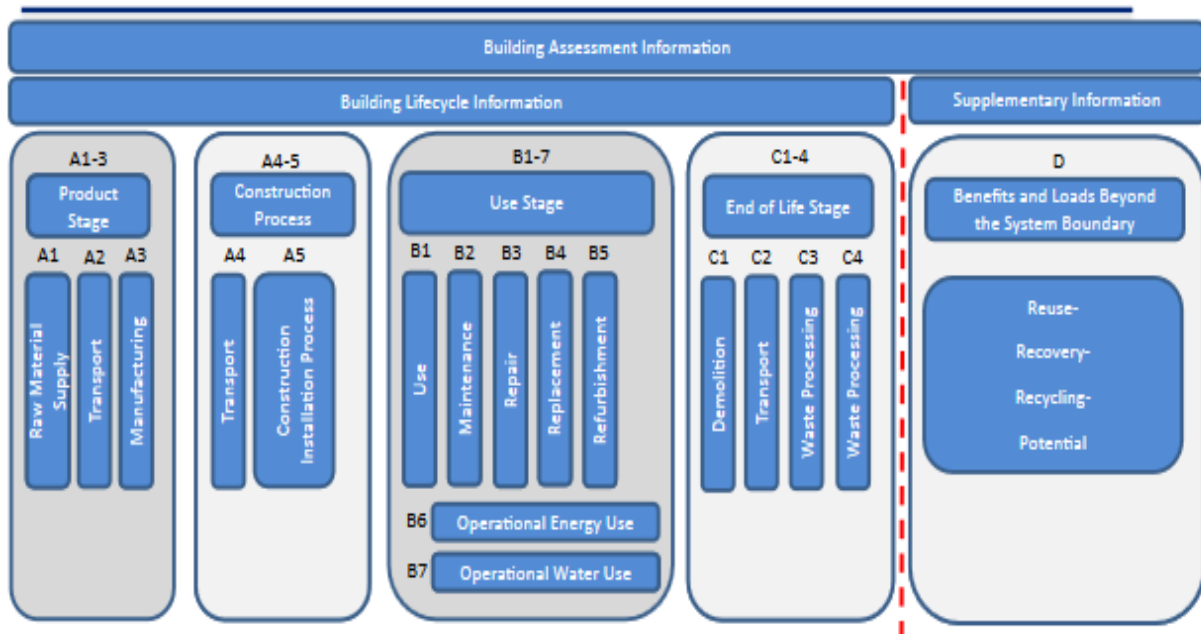 Building Assessment Information
Building Lifecycle Information
Supplementary Information
A1-3
Product
Stage
A1
A2
A3
Raw Material
Supply
Transport
Manufacturing
A4-5
Construction
Process
A4
A5
Transport
Construction
Installation Process
B1-7
Use Stage
B1
B2
B3
B4
B5
Use
Maintenance
Repair
Replacement
Refurbishment
B6
Operational Energy Use
B7
Operational Water Use
C1-4
End of Life Stage
C1
C2
C3
C4
Demolition
Transport
Waste Processing
Waste Processing
D
Benefits and Loads Beyond
the System Boundary
Reuse-
Recovery-
Recycling-
Potential